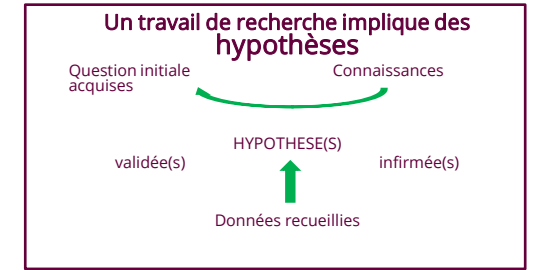 Un travail de recherche implique des
hypothèses
Question initiale Connaissances
acquises
HYPOTHESE(S)
validée(s) infirmée(s)
Données recueillies